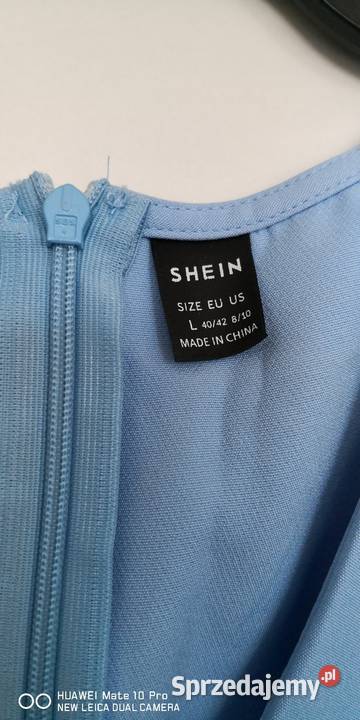 SHEIN
SIZE EU US
L 40/42 8/10
MADE IN CHINA
HUAWEI Mate 10 Pro
NEW LEICA DUAL CAMERA
Sprzedajemy.pl